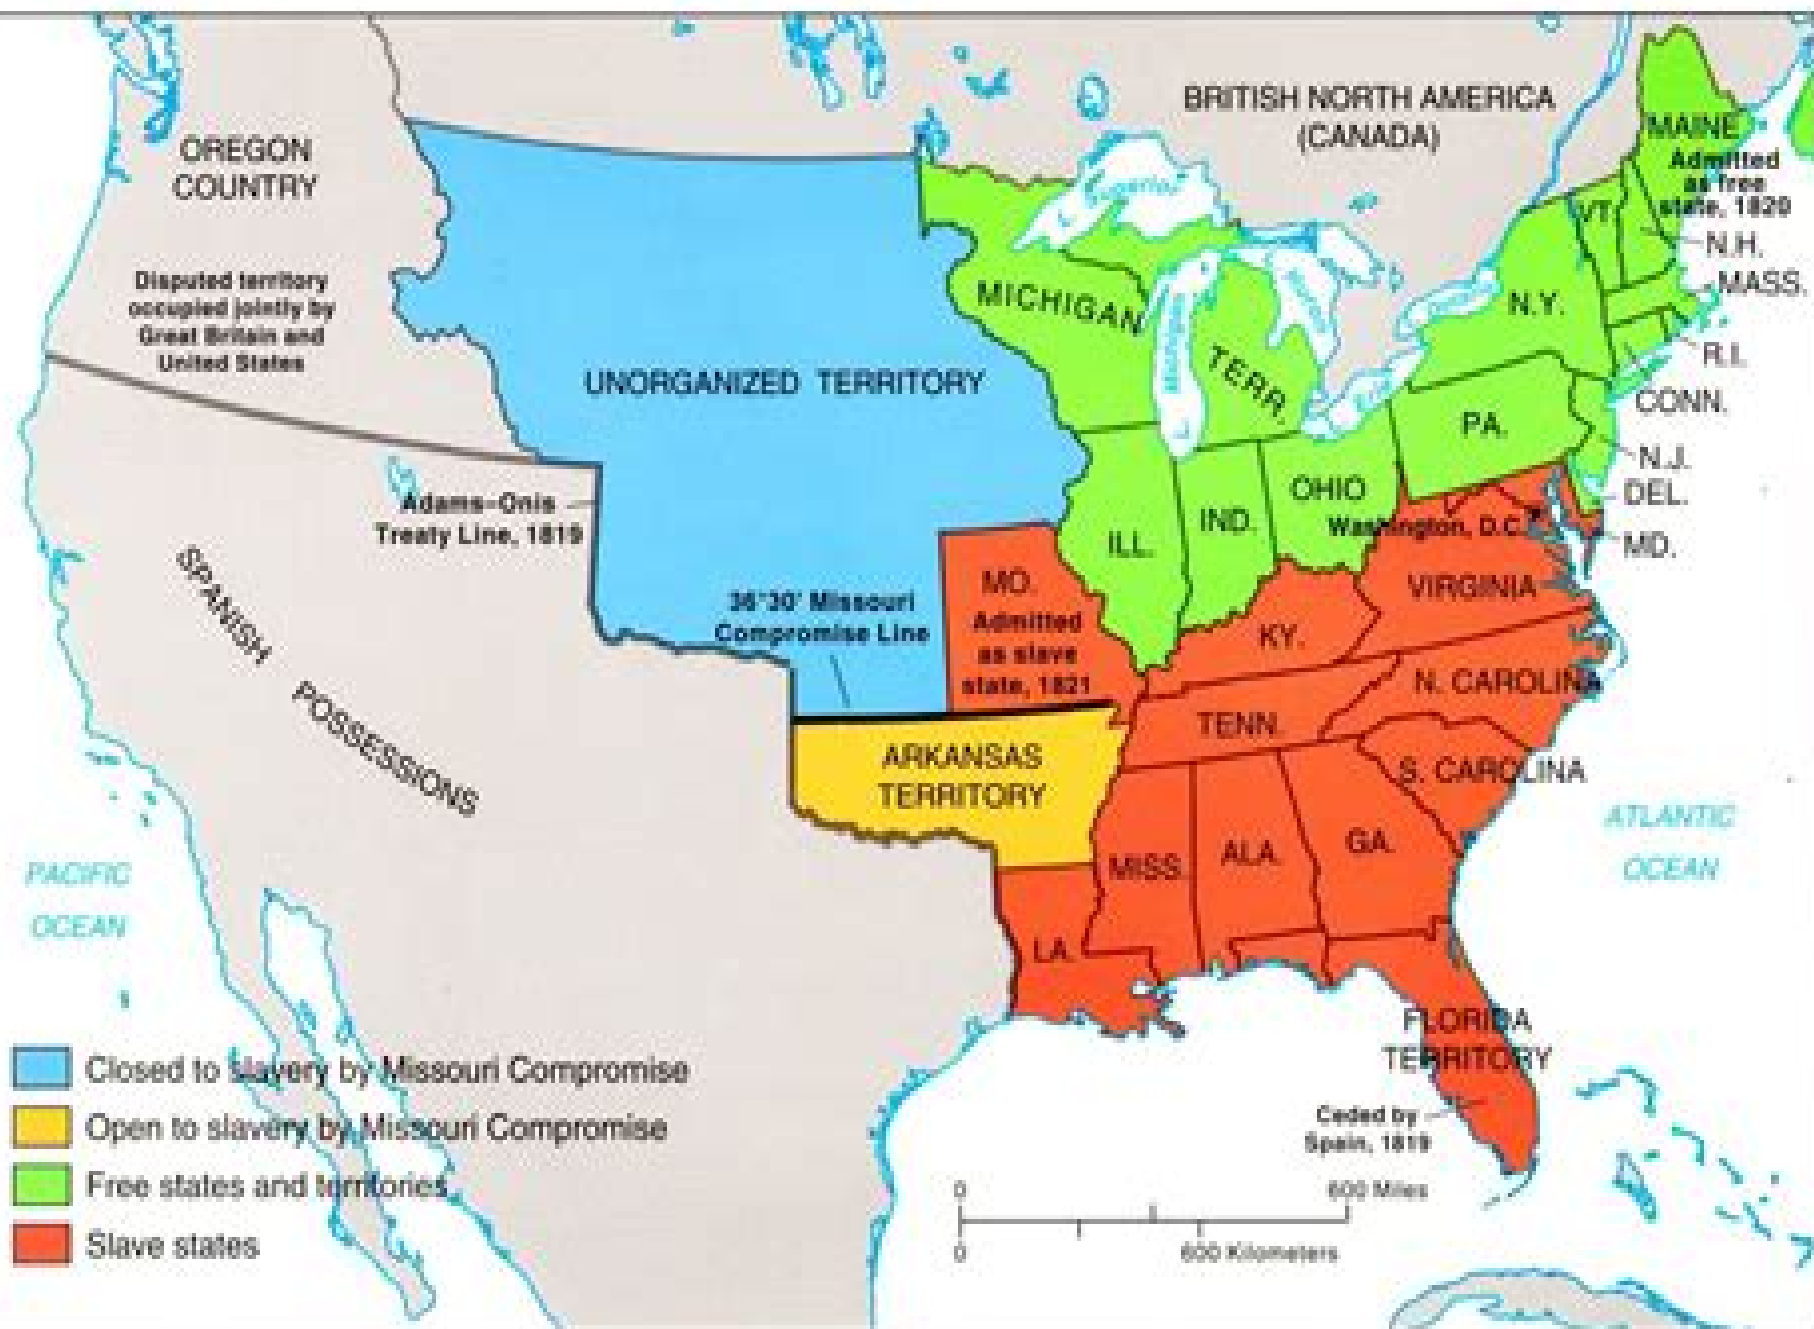 BRITISH NORTH AMERICA
(CANADA)
OREGON
COUNTRY
Disputed territory
occupied jointly by
Great Britain and
United States
MAINE
Admitted
as free
state, 1820
VT.
N.H.
MASS.
N.Y.
R.I.
CONN.
PA.
N.J.
DEL.
MD.
Superior
L. Michigan
Huron
Erie
MICHIGAN
TERR.
UNORGANIZED TERRITORY
Adams-Onis
Treaty Line, 1819
36°30' Missouri
Compromise Line
MO.
Admitted
as slave
state, 1821
ILL.
IND.
OHIO
Washington, D.C.
VIRGINIA
KY.
N. CAROLINA
TENN.
S. CAROLINA
ARKANSAS
TERRITORY
MISS.
ALA.
GA.
LA.
SPANISH POSSESSIONS
PACIFIC
OCEAN
ATLANTIC
OCEAN
FLORIDA
TERRITORY
Ceded by
Spain, 1819
Closed to slavery by Missouri Compromise
Open to slavery by Missouri Compromise
Free states and territories
Slave states
0 600 Miles
0 600 Kilometers